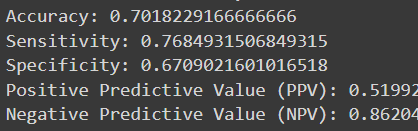 Accuracy: 0.7018229166666666
Sensitivity: 0.7684931506849315
Specificity: 0.6709021601016518
Positive Predictive Value (PPV): 0.51992
Negative Predictive Value (NPV): 0.86204